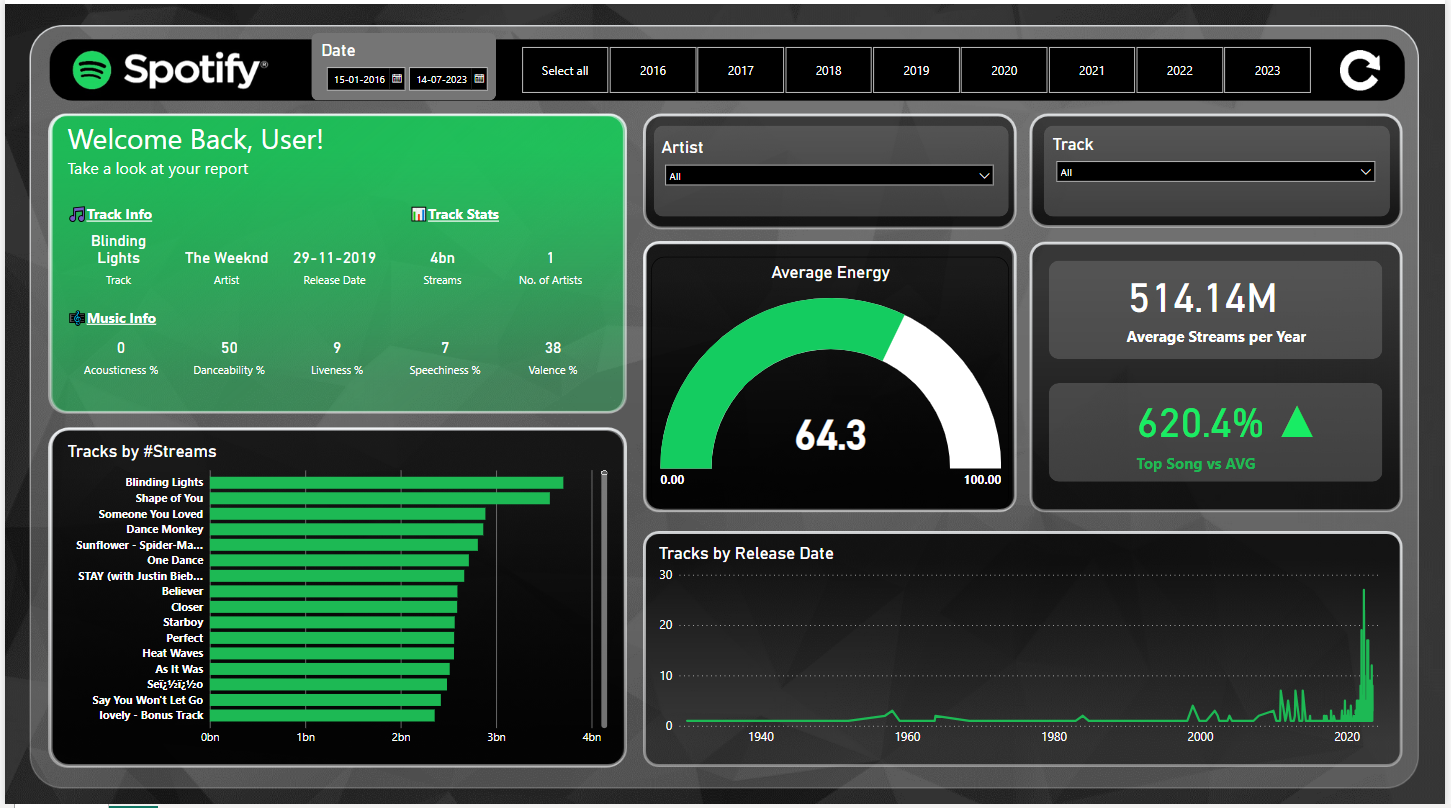 Spotify®
Date
15-01-2016 14-07-2023
Select all 2016 2017 2018 2019 2020 2021 2022 2023
Welcome Back, User!
Take a look at your report
Track Info
Track Stats
Blinding
Lights
The Weeknd
29-11-2019
4bn
1
Track
Artist
Release Date
Streams
No. of Artists
Music Info
0
50
9
7
38
Acousticness %
Danceability %
Liveness %
Speechiness %
Valence %
Artist
All
Track
All
Average Energy
64.3
0.00
100.00
514.14M
Average Streams per Year
620.4%
Top Song vs AVG
Tracks by #Streams
Blinding Lights
Shape of You
Someone You Loved
Dance Monkey
Sunflower - Spider-Ma...
One Dance
STAY (with Justin Bieb...
Believer
Closer
Starboy
Perfect
Heat Waves
As It Was
Seï¿½ï¿½o
Say You Won't Let Go
lovely - Bonus Track
0bn 1bn 2bn 3bn 4bn
Tracks by Release Date
30
20
10
0
1940 1960 1980 2000 2020